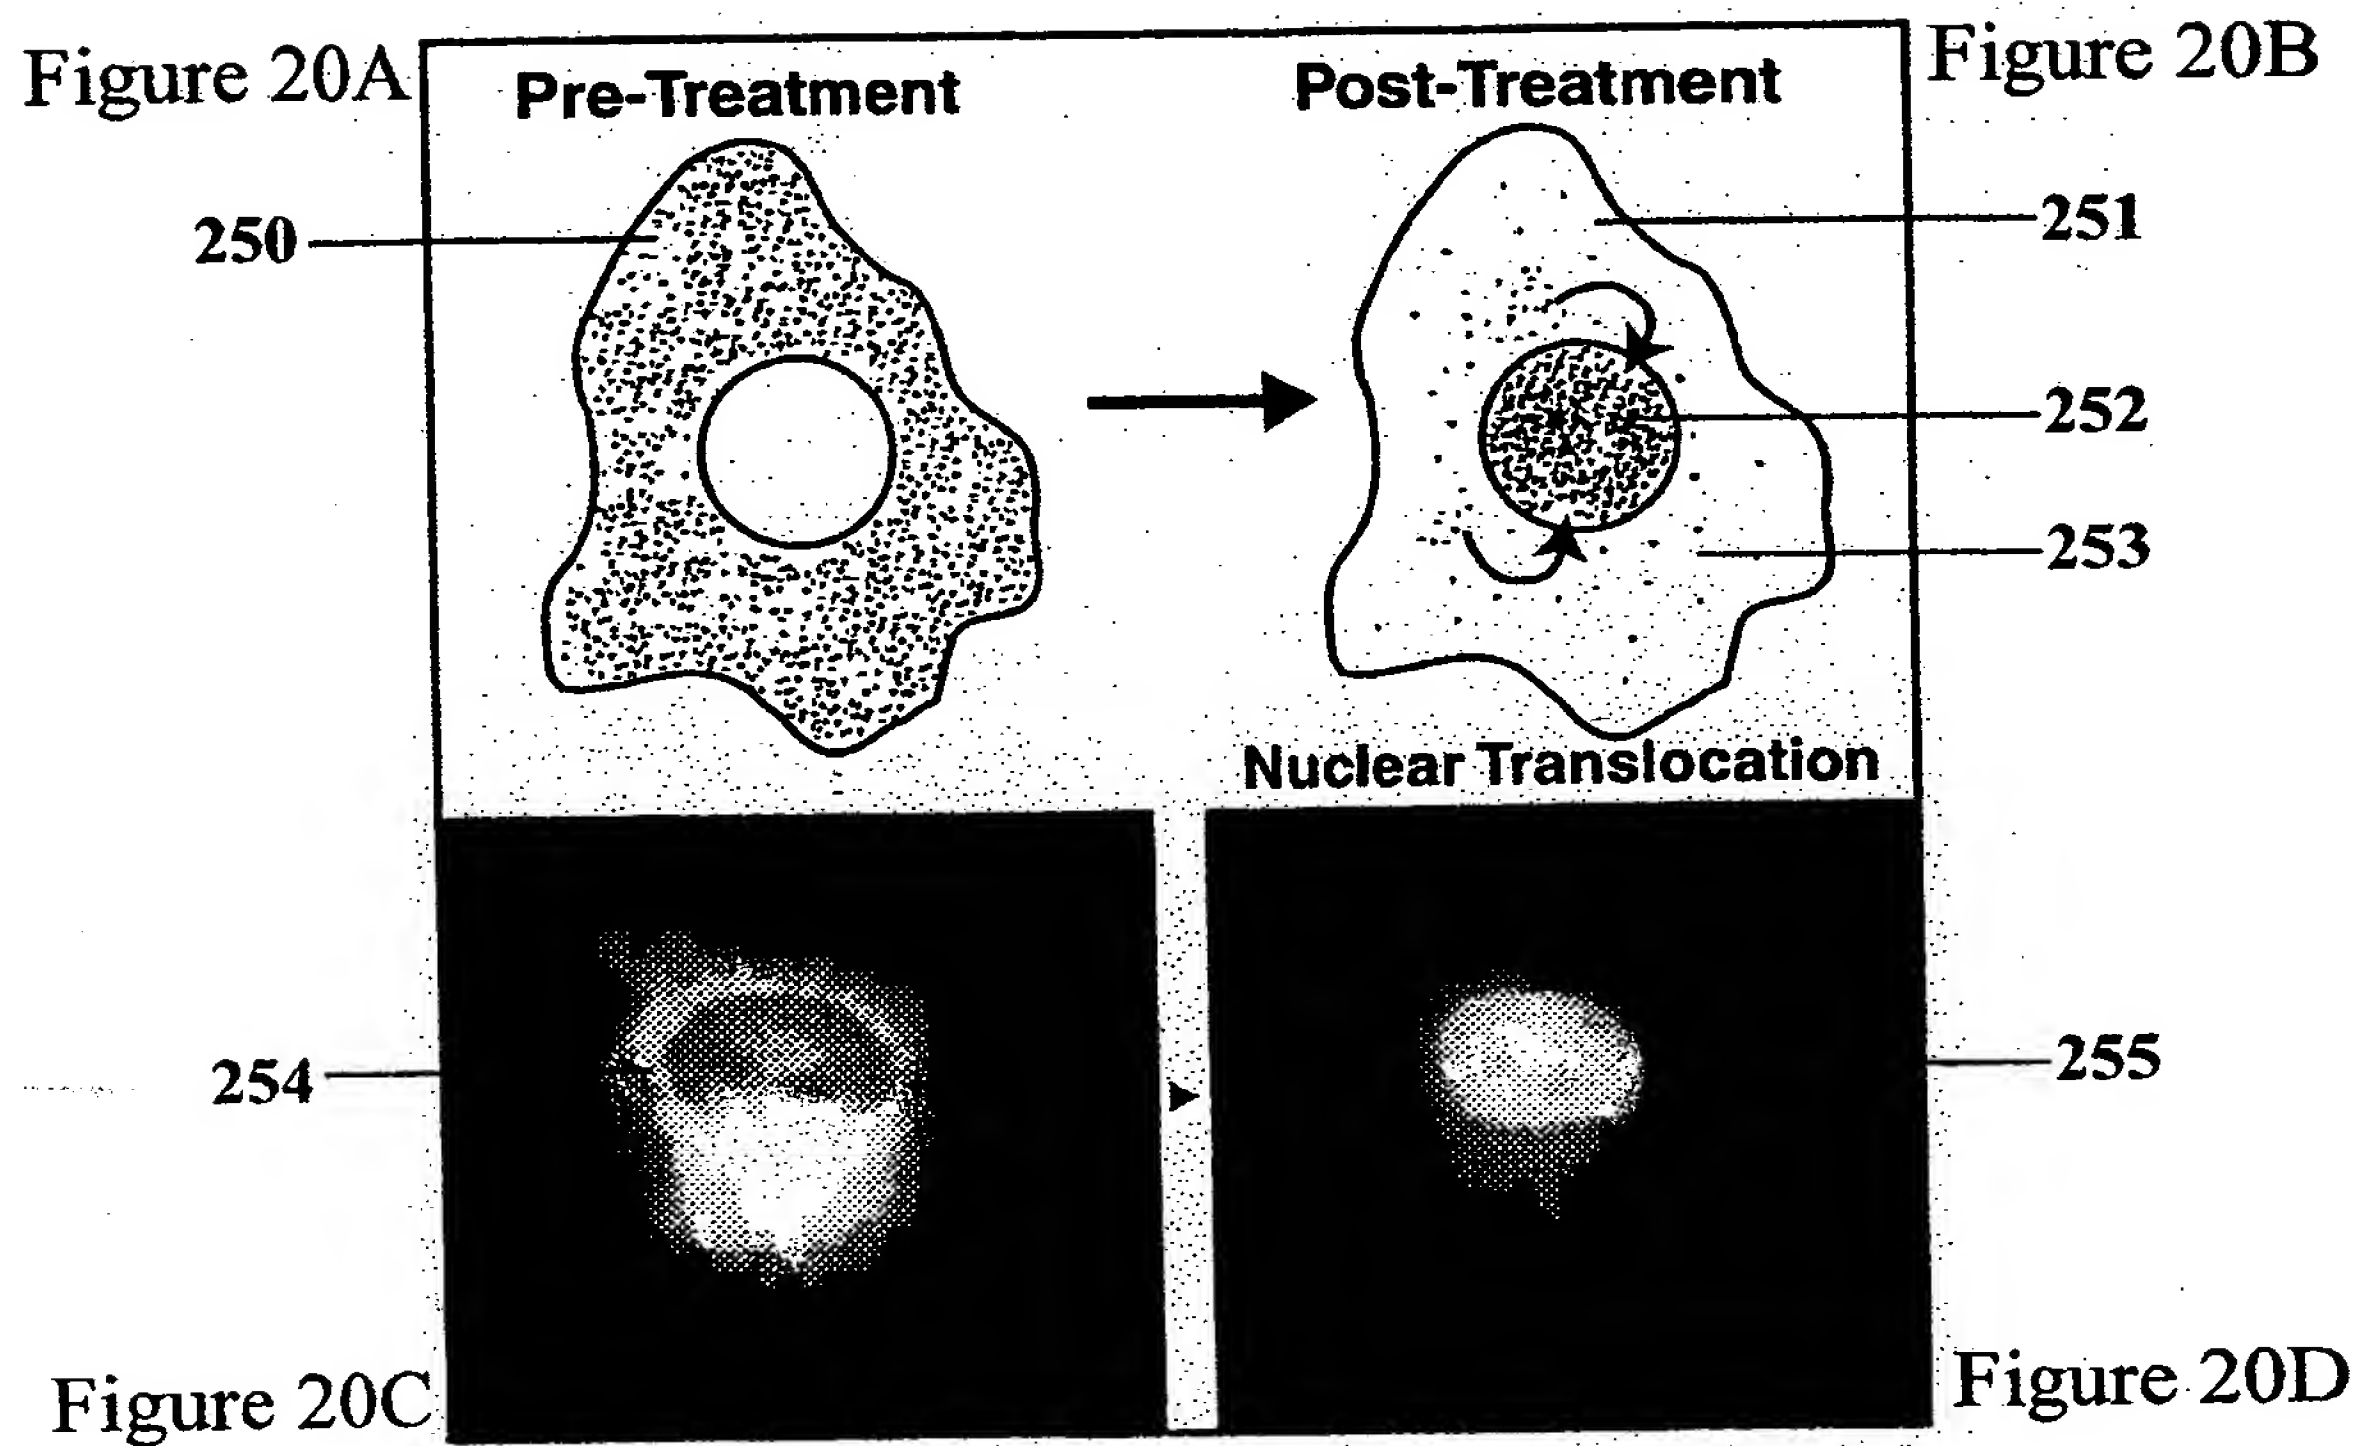 Figure 20A
Figure 20B
Pre-Treatment
Post-Treatment
250
251
252
253
Nuclear Translocation
254
255
Figure 20C
Figure 20D